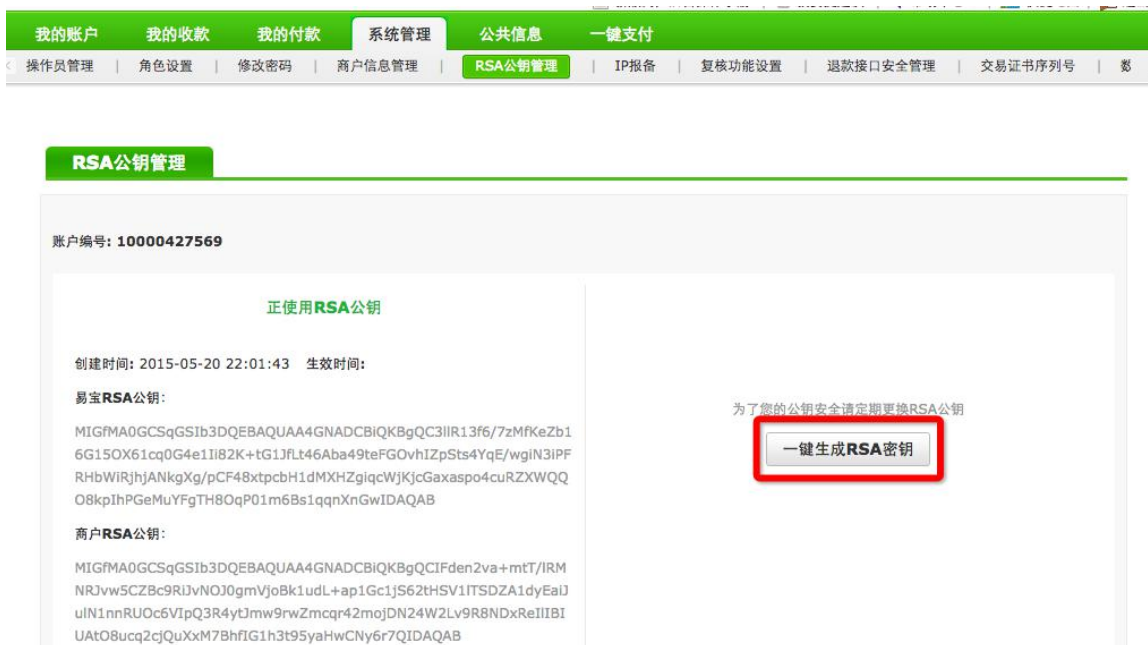 我的账户 我的收款 我的付款 系统管理 公共信息 一键支付
操作员管理 | 角色设置 | 修改密码 | 商户信息管理 | RSA公钥管理 | IP报备 | 复核功能设置 | 退款接口安全管理 | 交易证书序列号 |
RSA公钥管理
账户编号: 10000427569
正使用RSA公钥
创建时间: 2015-05-20 22:01:43 生效时间:
易宝RSA公钥:
MIGfMA0GCSqGSIb3DQEBAQUAA4GNADCBiQKBgQC3llR13f6/7zMfKeZb1
6G15OX61cq0G4e1Ii82K+tG1JfLt46Aba49teFGOvhIZpSts4YqE/wgiN3iPF
RHbWiRjhjANkgXg/pCF48xtpcbH1dMXHZgiqcWjKjcGaxaspo4cuRZXWQQ
O8kpIhPGeMuYFgTH8OqP01m6Bs1qqnXnGwIDAQAB
商户RSA公钥:
MIGfMA0GCSqGSIb3DQEBAQUAA4GNADCBiQKBgQCIFden2va+mtT/lRM
NRJvw5CZBc9RiJvNOJ0gmVjoBk1udL+ap1Gc1jS62tHSV1lTSDZA1dyEaiJ
ulN1nnRUOc6VIpQ3R4ytJmw9rwZmcqr42mojDN24W2Lv9R8NDxReIlIBI
UAtO8ucq2cjQuXxM7BhfIG1h3t95yaHwCNy6r7QIDAQAB
为了您的公钥安全请定期更换RSA公钥
一键生成RSA密钥